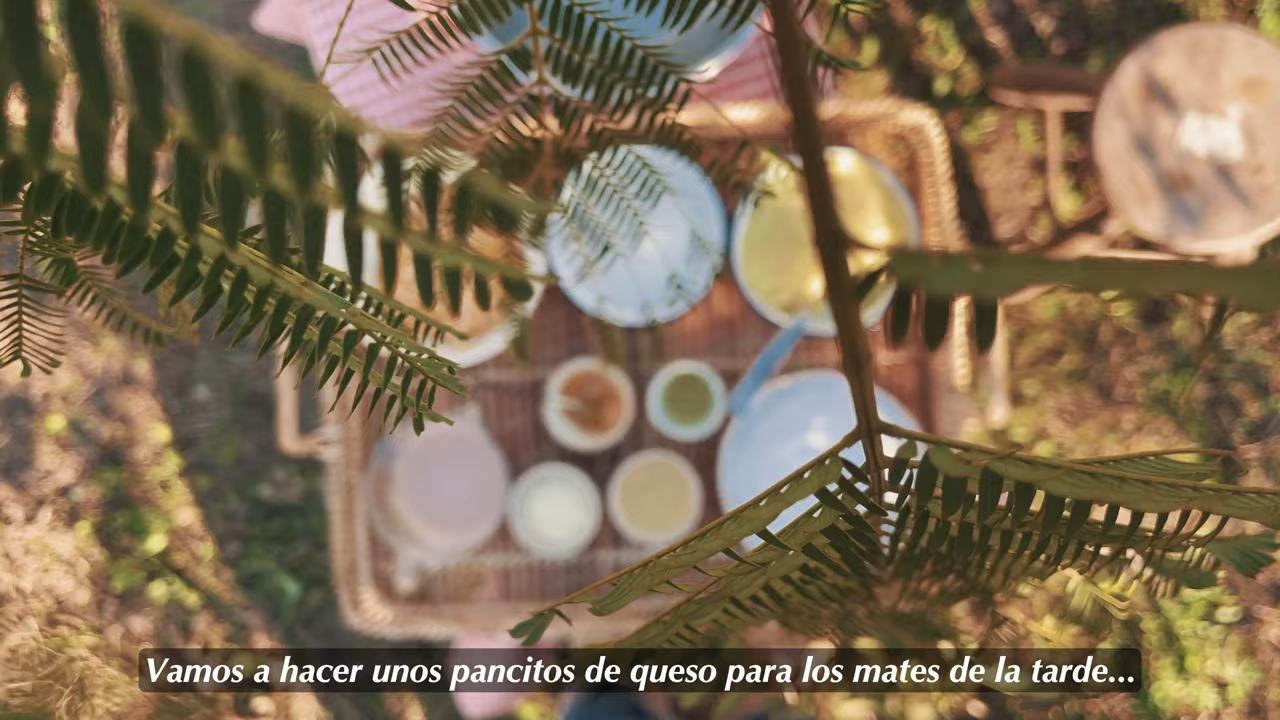 Vamos a hacer unos pancitos de queso para los mates de la tarde...